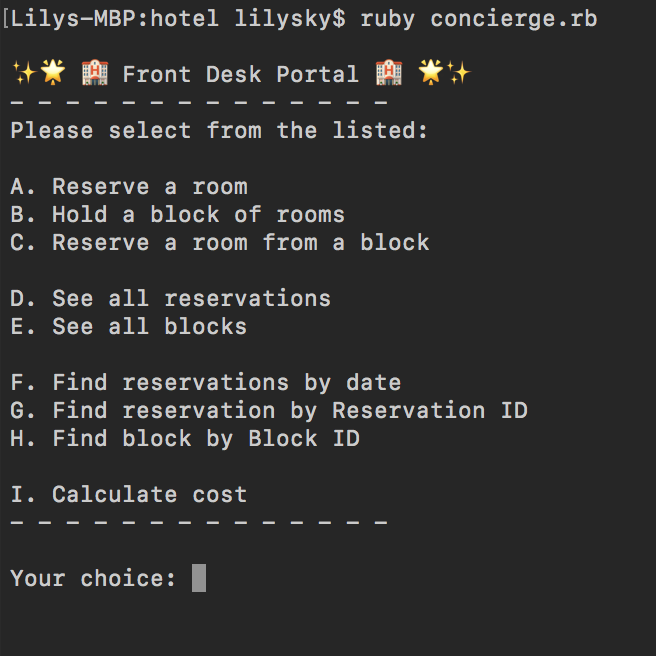 [Lilys-MBP:hotel lilysky$ ruby concierge.rb
✨🌟 🏨 Front Desk Portal 🏨 🌟✨
- - - - - - - - - - - - - -
Please select from the listed:
A. Reserve a room
B. Hold a block of rooms
C. Reserve a room from a block
D. See all reservations
E. See all blocks
F. Find reservations by date
G. Find reservation by Reservation ID
H. Find block by Block ID
I. Calculate cost
- - - - - - - - - - - - - -
Your choice: